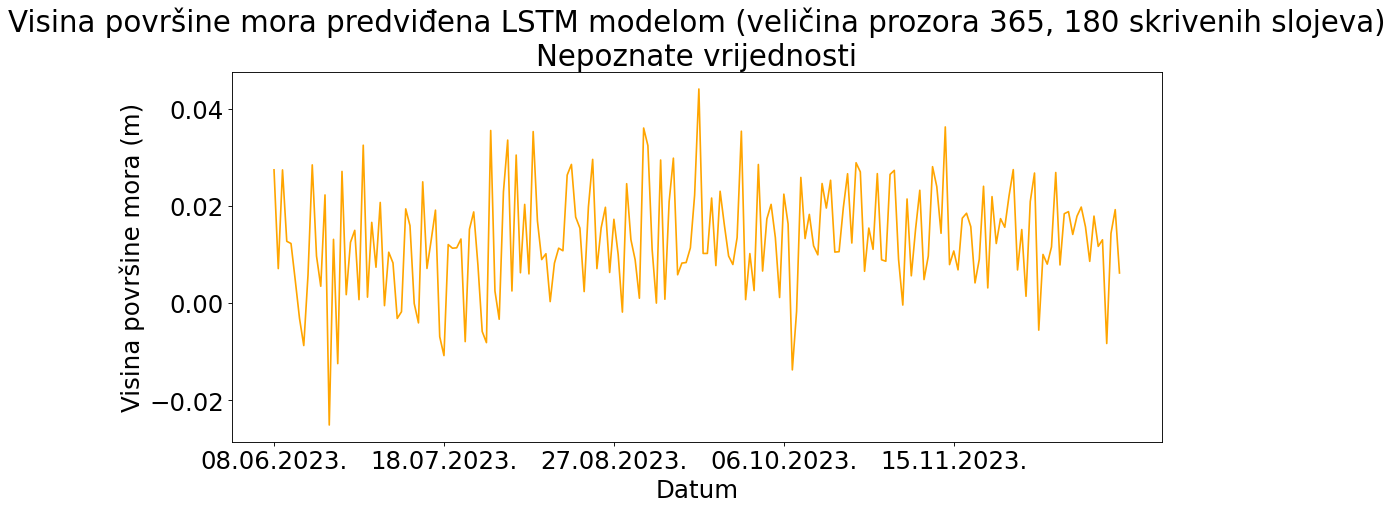 Visina površine mora predviđena LSTM modelom (veličina prozora 365, 180 skrivenih slojeva)
Nepoznate vrijednosti
Visina površine mora (m)
0.04
0.02
0.00
−0.02
08.06.2023. 18.07.2023. 27.08.2023. 06.10.2023. 15.11.2023.
Datum